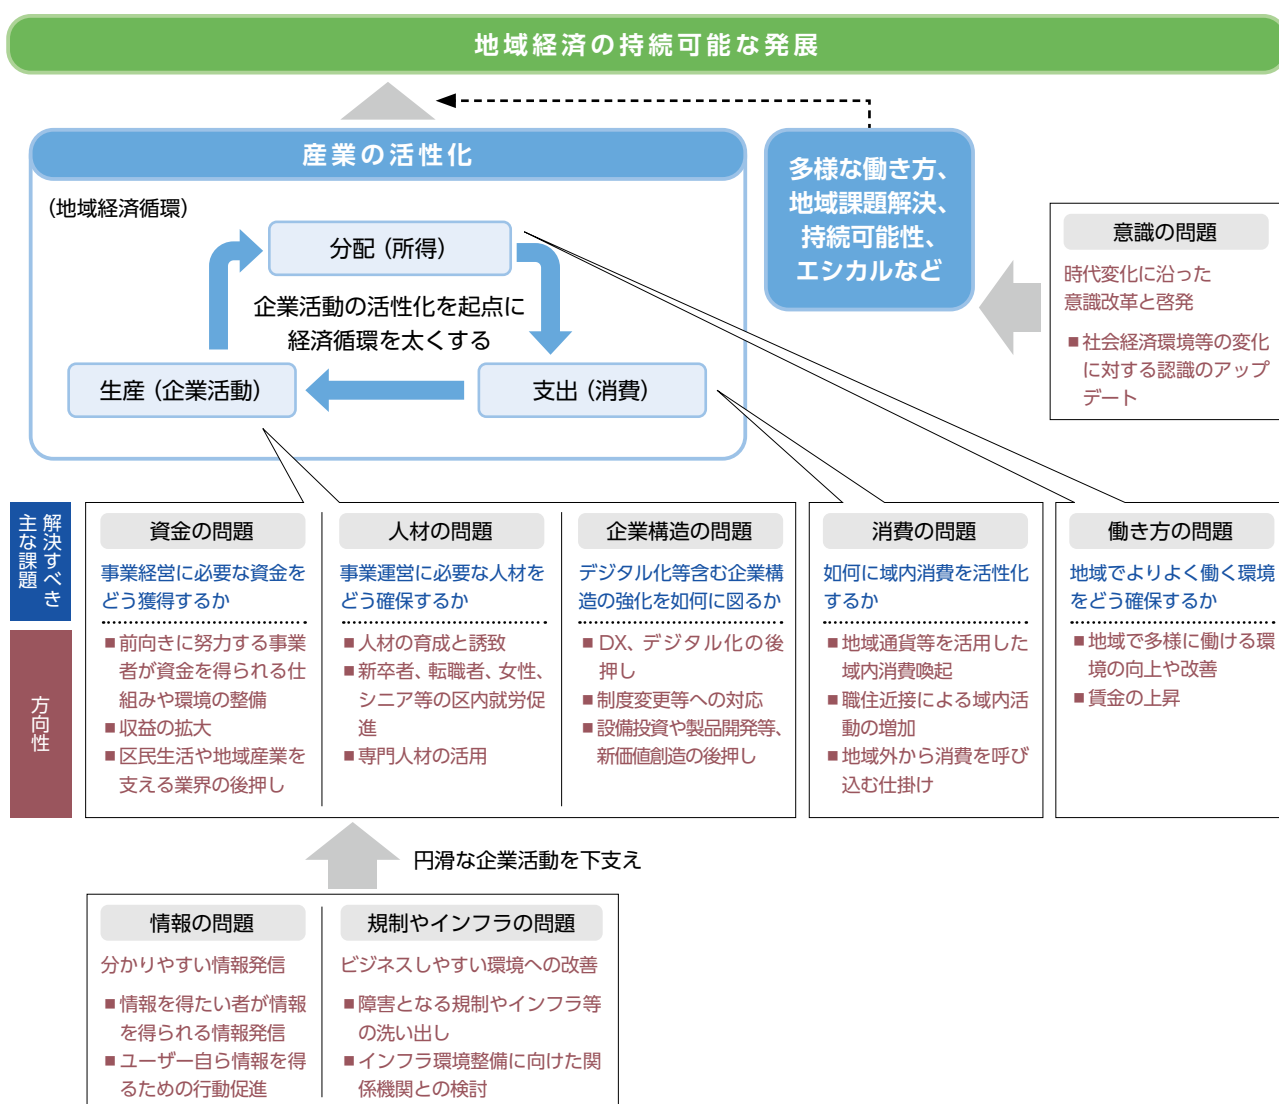 地域経済の持続可能な発展
産業の活性化
(地域経済循環)
分配(所得)
企業活動の活性化を起点に
経済循環を太くする
生産(企業活動)
支出(消費)
多様な働き方、
地域課題解決、
持続可能性、
エシカルなど
意識の問題
時代変化に沿った
意識改革と啓発
■社会経済環境等の変化
に対する認識のアップ
デート
解決すべき
主な課題
方向性
資金の問題
事業経営に必要な資金を
どう獲得するか
■前向きに努力する事業
者が資金を得られる仕
組みや環境の整備
■収益の拡大
■区民生活や地域産業を
支える業界の後押し
人材の問題
事業運営に必要な人材を
どう確保するか
■人材の育成と誘致
■新卒者、転職者、女性、
シニア等の区内就労促
進
■専門人材の活用
企業構造の問題
デジタル化等含む企業構
造の強化を如何に図るか
■DX、デジタル化の後
押し
■制度変更等への対応
■設備投資や製品開発等、
新価値創造の後押し
消費の問題
如何に域内消費を活性化
するか
■地域通貨等を活用した
域内消費喚起
■職住近接による域内活
動の増加
■地域外から消費を呼び
込む仕掛け
働き方の問題
地域でよりよく働く環境
をどう確保するか
■地域で多様に働ける環
境の向上や改善
■賃金の上昇
円滑な企業活動を下支え
情報の問題
分かりやすい情報発信
■情報を得たい者が情報
を得られる情報発信
■ユーザー自ら情報を得
るための行動促進
規制やインフラの問題
ビジネスしやすい環境への改善
■障害となる規制やインフラ等
の洗い出し
■インフラ環境整備に向けた関
係機関との検討